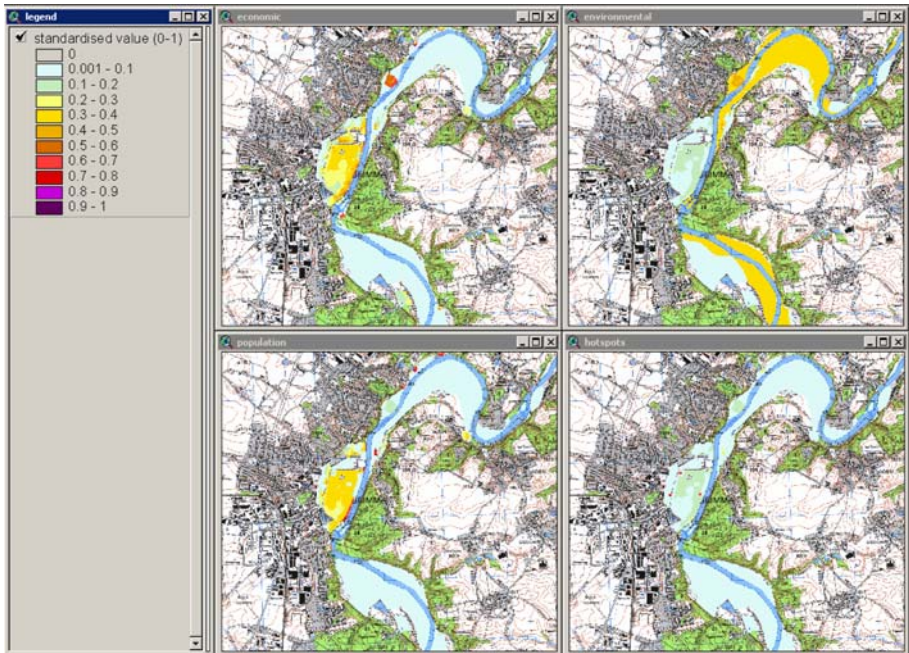 legend
standardised value (0-1)
0
0.001 - 0.1
0.1 - 0.2
0.2 - 0.3
0.3 - 0.4
0.4 - 0.5
0.5 - 0.6
0.6 - 0.7
0.7 - 0.8
0.8 - 0.9
0.9 - 1
economic
environmental
population
hotspots